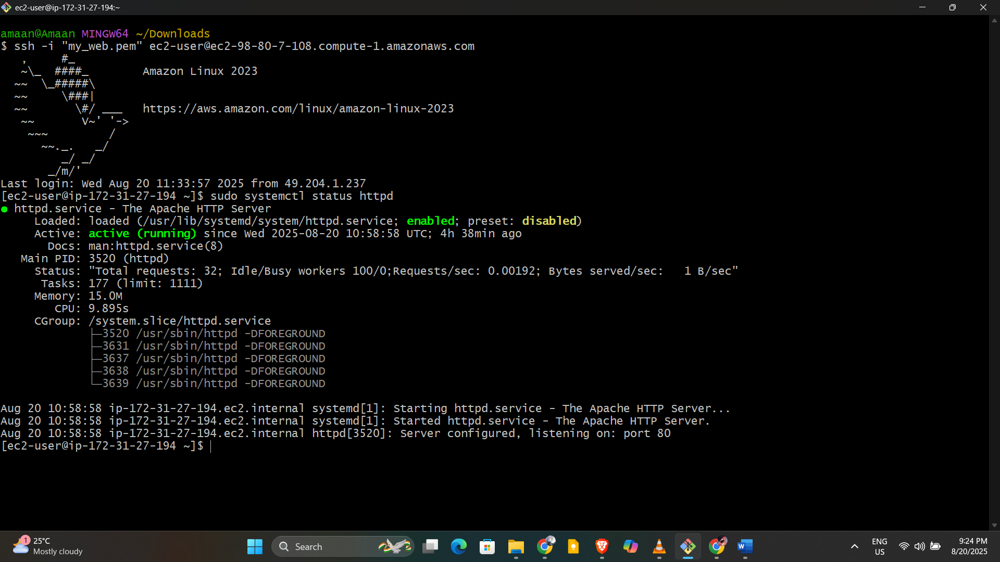 ec2-user@ip-172-31-27-194:~
amaan@Amaan MINGW64 ~/Downloads
$ ssh -i "my_web.pem" ec2-user@ec2-98-80-7-108.compute-1.amazonaws.com
   ,     #_
   ~\_  ####_        Amazon Linux 2023
  ~~  \_#####\
  ~~     \###|
  ~~       \#/ ___   https://aws.amazon.com/linux/amazon-linux-2023
   ~~       V~' '->
    ~~~         /
      ~~._.   _/
         _/ _/
       _/m/'
Last login: Wed Aug 20 11:33:57 2025 from 49.204.1.237
[ec2-user@ip-172-31-27-194 ~]$ sudo systemctl status httpd
● httpd.service - The Apache HTTP Server
     Loaded: loaded (/usr/lib/systemd/system/httpd.service; enabled; preset: disabled)
     Active: active (running) since Wed 2025-08-20 10:58:58 UTC; 4h 38min ago
       Docs: man:httpd.service(8)
   Main PID: 3520 (httpd)
     Status: "Total requests: 32; Idle/Busy workers 100/0;Requests/sec: 0.00192; Bytes served/sec:   1 B/sec"
      Tasks: 177 (limit: 1111)
     Memory: 15.0M
        CPU: 9.895s
     CGroup: /system.slice/httpd.service
             ├─3520 /usr/sbin/httpd -DFOREGROUND
             ├─3631 /usr/sbin/httpd -DFOREGROUND
             ├─3637 /usr/sbin/httpd -DFOREGROUND
             ├─3638 /usr/sbin/httpd -DFOREGROUND
             └─3639 /usr/sbin/httpd -DFOREGROUND
Aug 20 10:58:58 ip-172-31-27-194.ec2.internal systemd[1]: Starting httpd.service - The Apache HTTP Server...
Aug 20 10:58:58 ip-172-31-27-194.ec2.internal systemd[1]: Started httpd.service - The Apache HTTP Server.
Aug 20 10:58:58 ip-172-31-27-194.ec2.internal httpd[3520]: Server configured, listening on: port 80
[ec2-user@ip-172-31-27-194 ~]$
1
25°C
Mostly cloudy
Search
W
ENG
US
9:24 PM
8/20/2025